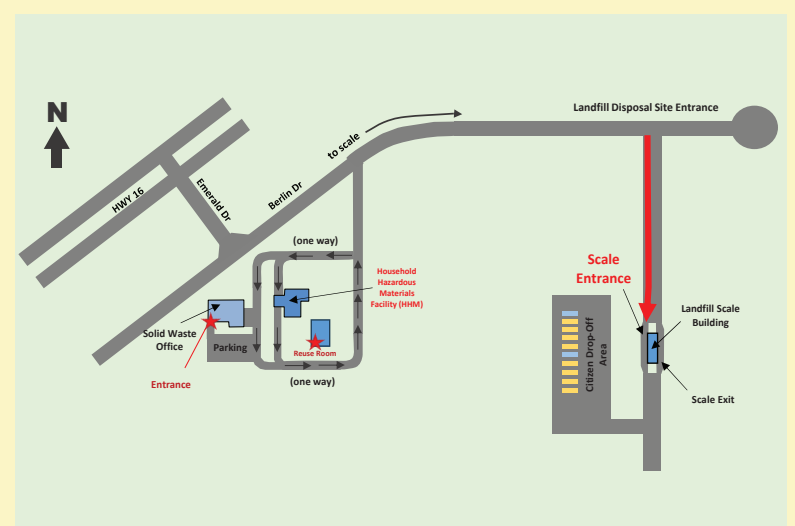 N
Landfill Disposal Site Entrance
to scale
HWY 16
Emerald Dr
Berlin Dr
(one way)
Household
Hazardous
Materials
Facility (HHM)
Scale
Entrance
Landfill Scale
Building
Solid Waste
Office
Parking
Reuse Room
Citizen Drop-Off
Area
Entrance
(one way)
Scale Exit